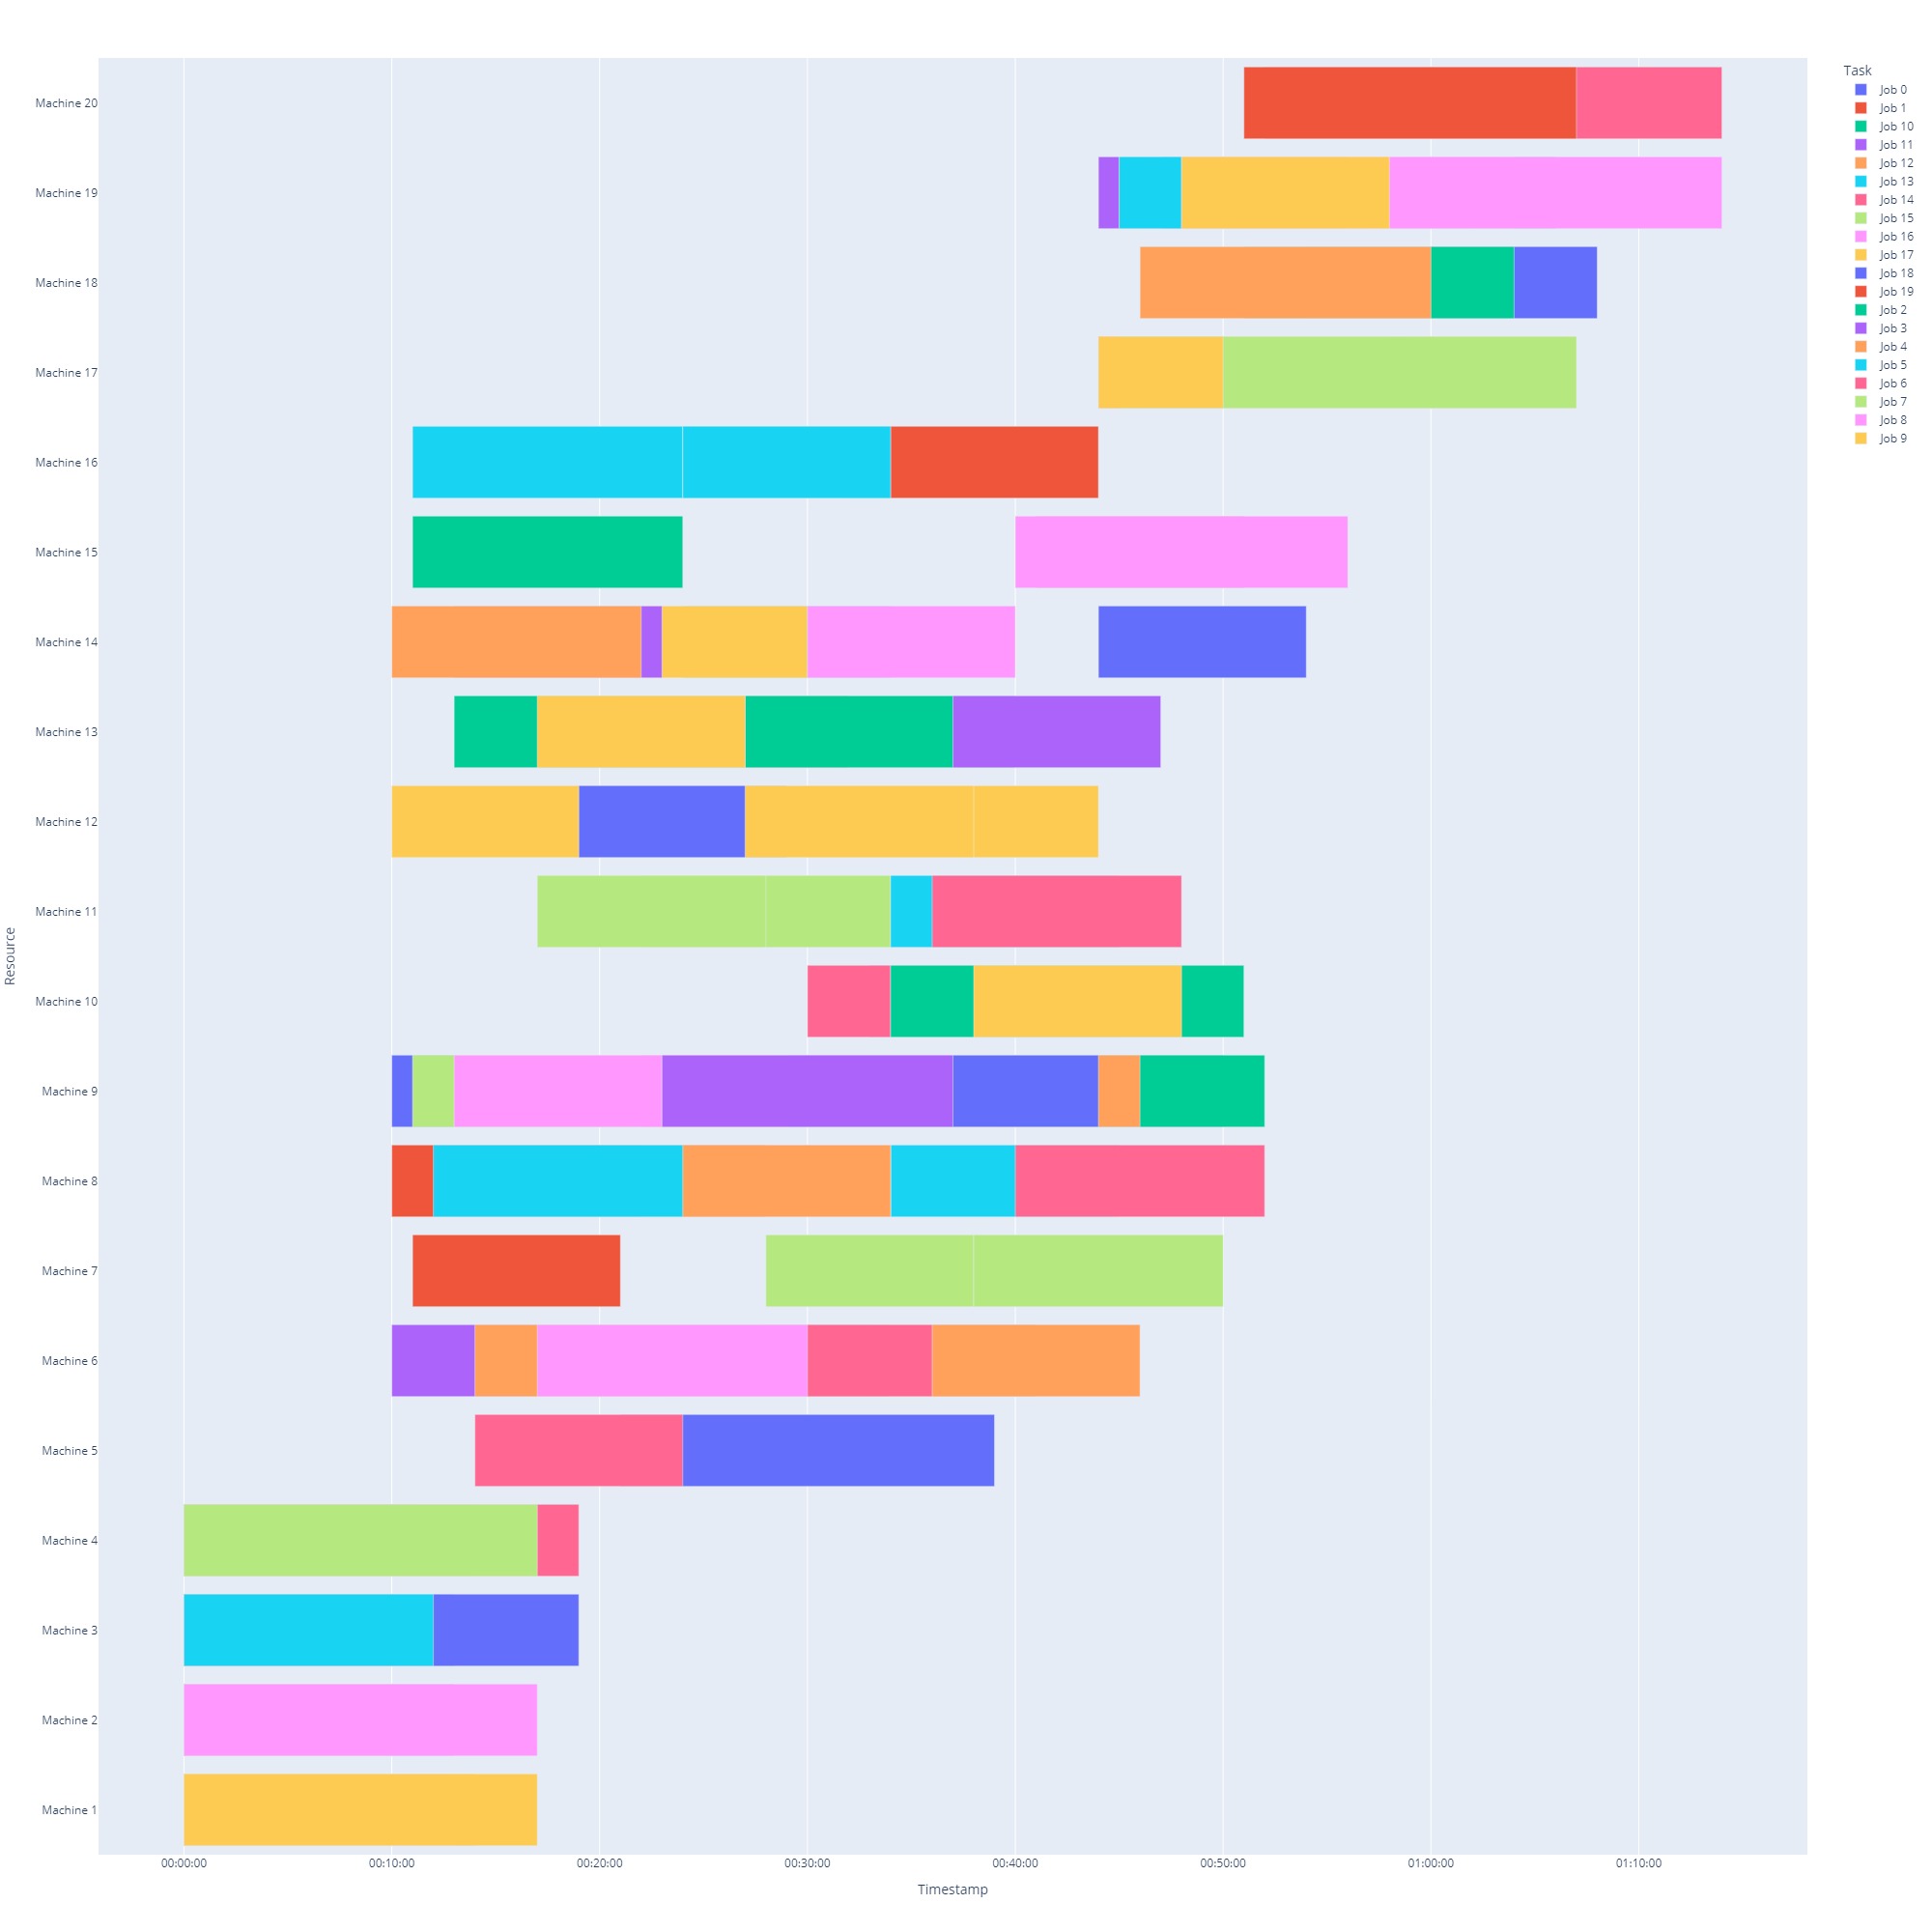 Task
Job 0
Job 1
Job 10
Job 11
Job 12
Job 13
Job 14
Job 15
Job 16
Job 17
Job 18
Job 19
Job 2
Job 3
Job 4
Job 5
Job 6
Job 7
Job 8
Job 9
Resource
Machine 20
Machine 19
Machine 18
Machine 17
Machine 16
Machine 15
Machine 14
Machine 13
Machine 12
Machine 11
Machine 10
Machine 9
Machine 8
Machine 7
Machine 6
Machine 5
Machine 4
Machine 3
Machine 2
Machine 1
00:00:00 00:10:00 00:20:00 00:30:00 00:40:00 00:50:00 01:00:00 01:10:00
Timestamp